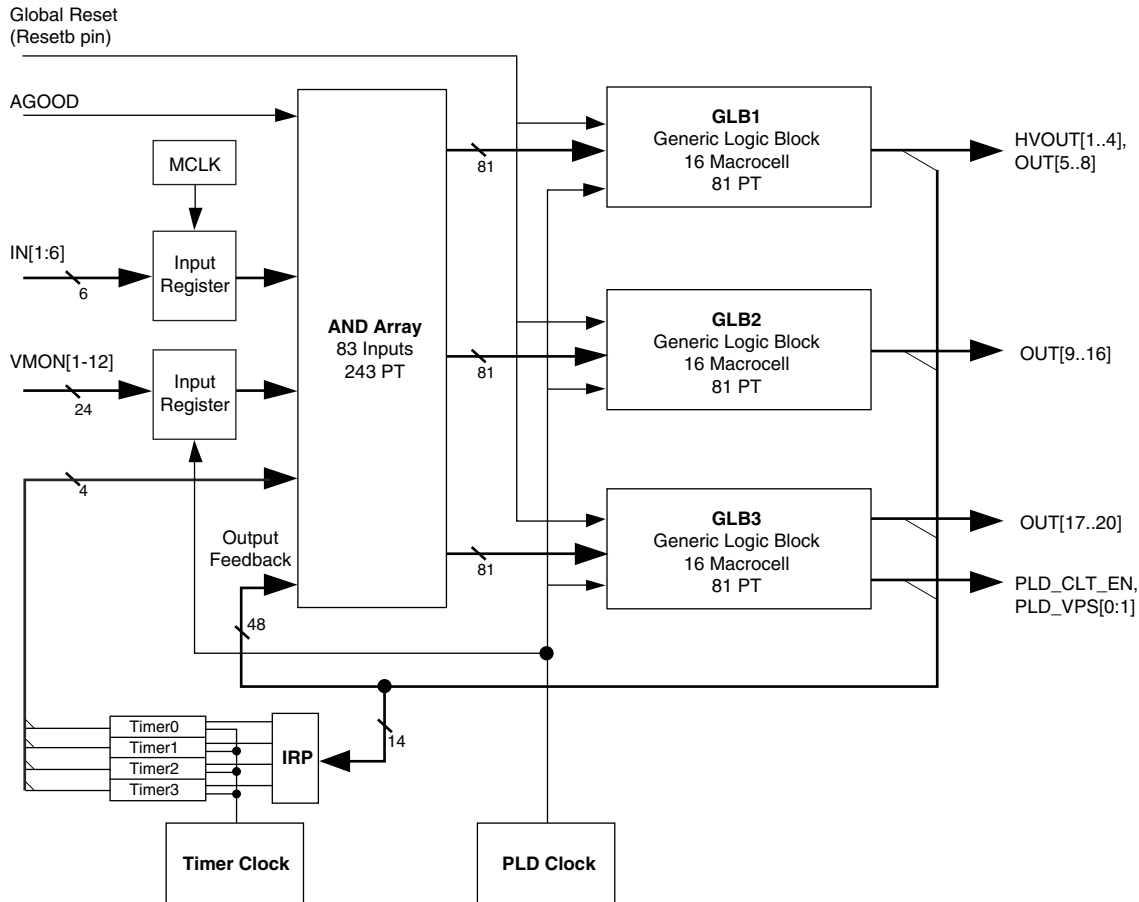 Global Reset
(Resetb pin)
AGOOD
MCLK
IN[1:6]
6
Input
Register
VMON[1-12]
24
Input
Register
4
Output
Feedback
48
AND Array
83 Inputs
243 PT
81
81
81
GLB1
Generic Logic Block
16 Macrocell
81 PT
HVOUT[1..4],
OUT[5..8]
GLB2
Generic Logic Block
16 Macrocell
81 PT
OUT[9..16]
GLB3
Generic Logic Block
16 Macrocell
81 PT
OUT[17..20]
PLD_CLT_EN,
PLD_VPS[0:1]
Timer0
Timer1
Timer2
Timer3
IRP
14
Timer Clock
PLD Clock